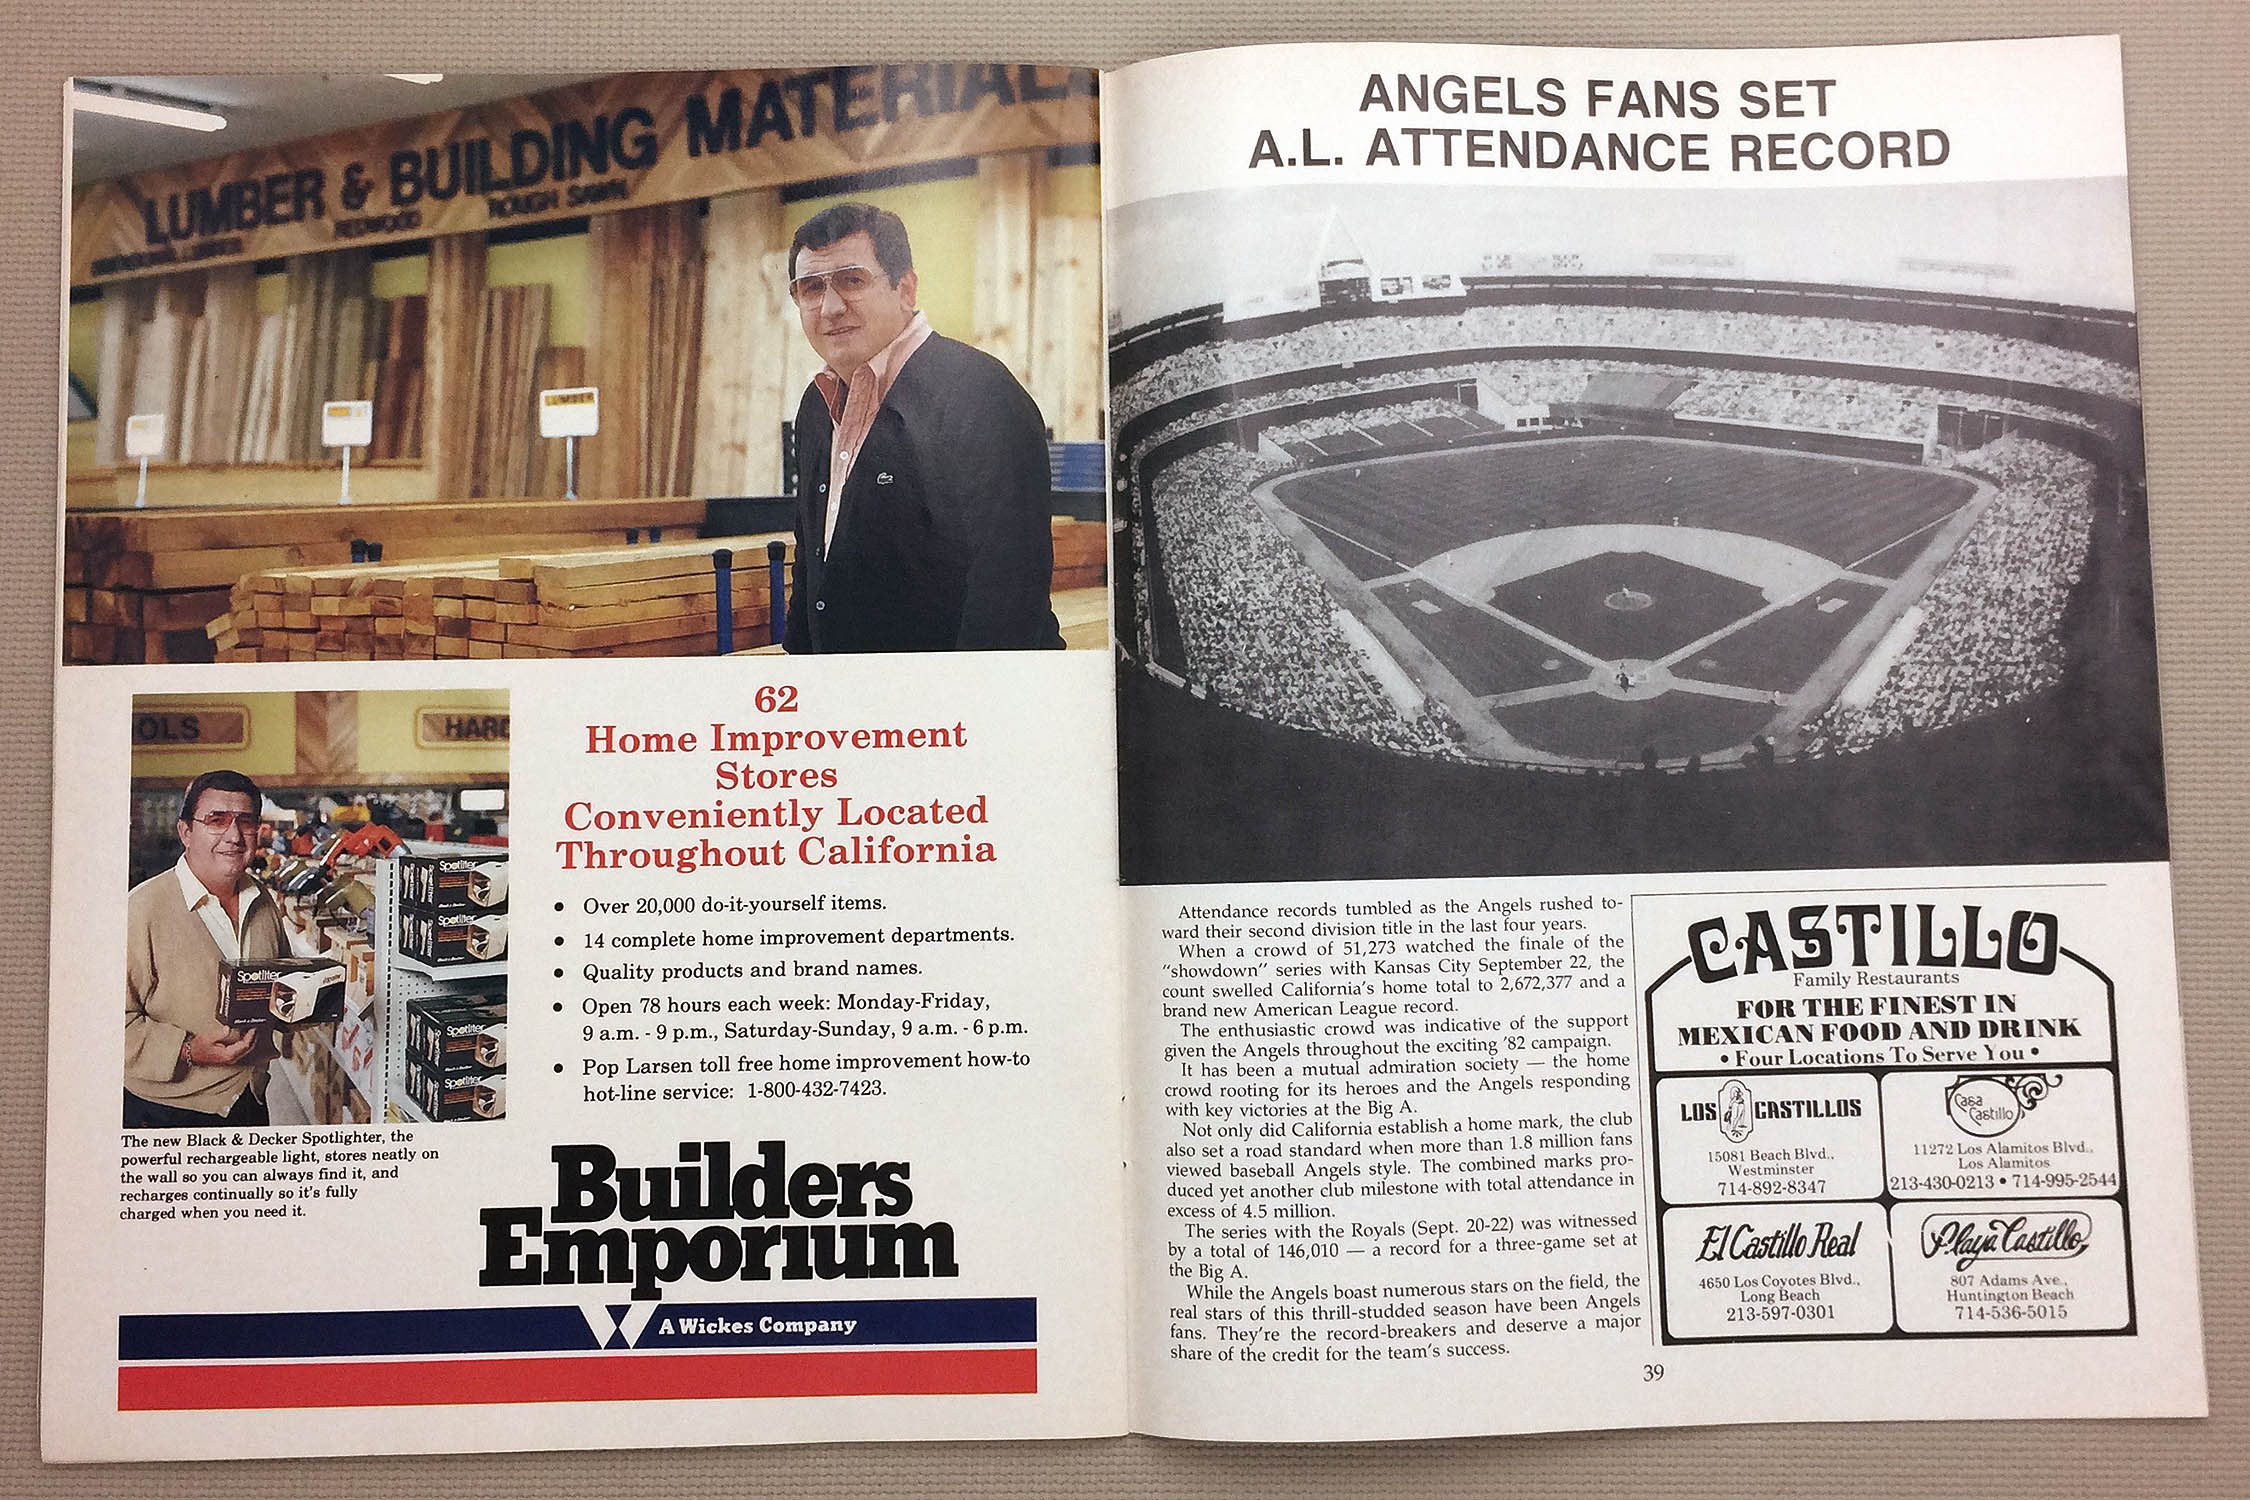 LUMBER & BUILDING MATERIALS
REDWOOD
ROUGH SAWN
LUMBER
OLS
HARD
Spotliter
Spotliter
Spotliter
Spotliter
Spotliter
Black & Decker
The new Black & Decker Spotlighter, the
powerful rechargeable light, stores neatly on
the wall so you can always find it, and
recharges continually so it's fully
charged when you need it.
62
Home Improvement
Stores
Conveniently Located
Throughout California
• Over 20,000 do-it-yourself items.
• 14 complete home improvement departments.
• Quality products and brand names.
• Open 78 hours each week: Monday-Friday,
9 a.m. - 9 p.m., Saturday-Sunday, 9 a.m. - 6 p.m.
• Pop Larsen toll free home improvement how-to
hot-line service: 1-800-432-7423.
Builders
Emporium
A Wickes Company
ANGELS FANS SET
A.L. ATTENDANCE RECORD
Attendance records tumbled as the Angels rushed to-
ward their second division title in the last four years.
When a crowd of 51,273 watched the finale of the
"showdown" series with Kansas City September 22, the
count swelled California's home total to 2,672,377 and a
brand new American League record.
The enthusiastic crowd was indicative of the support
given the Angels throughout the exciting '82 campaign.
It has been a mutual admiration society — the home
crowd rooting for its heroes and the Angels responding
with key victories at the Big A.
Not only did California establish a home mark, the club
also set a road standard when more than 1.8 million fans
viewed baseball Angels style. The combined marks pro-
duced yet another club milestone with total attendance in
excess of 4.5 million.
The series with the Royals (Sept. 20-22) was witnessed
by a total of 146,010 — a record for a three-game set at
the Big A.
While the Angels boast numerous stars on the field, the
real stars of this thrill-studded season have been Angels
fans. They're the record-breakers and deserve a major
share of the credit for the team's success.
CASTILLO
Family Restaurants
FOR THE FINEST IN
MEXICAN FOOD AND DRINK
• Four Locations To Serve You •
LOS CASTILLOS
15081 Beach Blvd.,
Westminster
714-892-8347
Casa
Castillo
11272 Los Alamitos Blvd.,
Los Alamitos
213-430-0213 • 714-995-2544
El Castillo Real
4650 Los Coyotes Blvd.,
Long Beach
213-597-0301
Playa Castillo
807 Adams Ave.,
Huntington Beach
714-536-5015
39